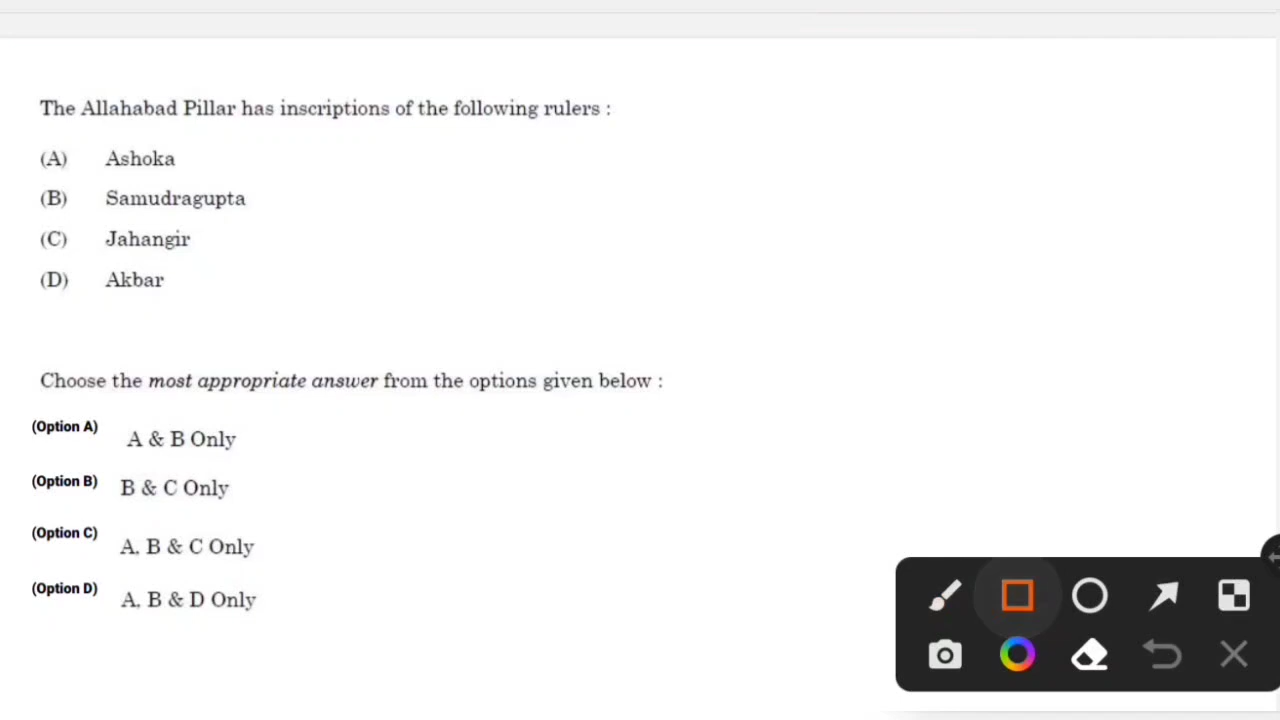 The Allahabad Pillar has inscriptions of the following rulers :
(A) Ashoka
(B) Samudragupta
(C) Jahangir
(D) Akbar
Choose the most appropriate answer from the options given below :
(Option A) A & B Only
(Option B) B & C Only
(Option C) A, B & C Only
(Option D) A, B & D Only